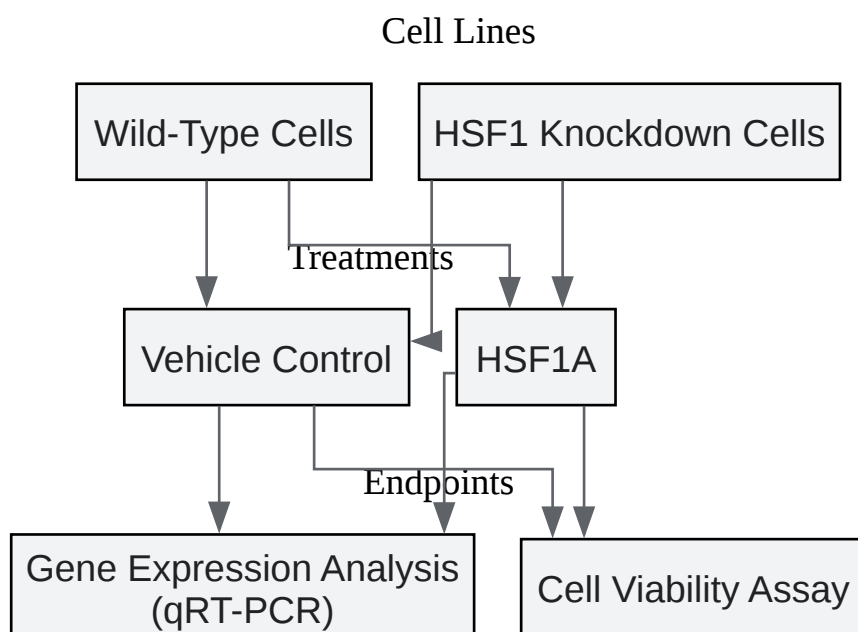 Cell Lines
Wild-Type Cells
HSF1 Knockdown Cells
Treatments
Vehicle Control
HSF1A
Endpoints
Gene Expression Analysis
(qRT-PCR)
Cell Viability Assay